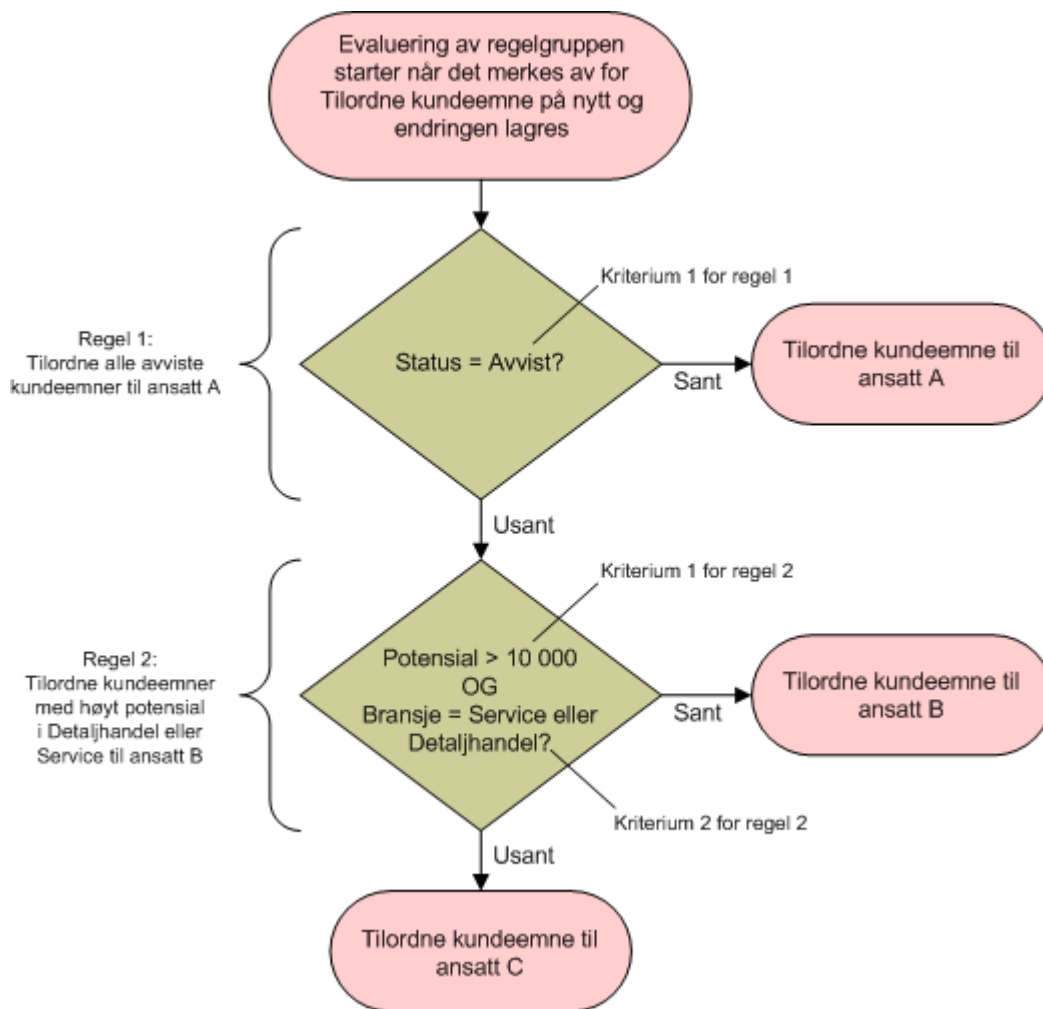 Evaluering av regelgruppen
starter når det merkes av for
Tilordne kundeemne på nytt og
endringen lagres
Kriterium 1 for regel 1
Regel 1:
Tilordne alle avviste
kundeemner til ansatt A
Status = Avvist?
Sant
Tilordne kundeemne til
ansatt A
Usant
Kriterium 1 for regel 2
Regel 2:
Tilordne kundeemner
med høyt potensial
i Detaljhandel eller
Service til ansatt B
Potensial > 10 000
OG
Bransje = Service eller
Detaljhandel?
Sant
Tilordne kundeemne til
ansatt B
Kriterium 2 for regel 2
Usant
Tilordne kundeemne til
ansatt C